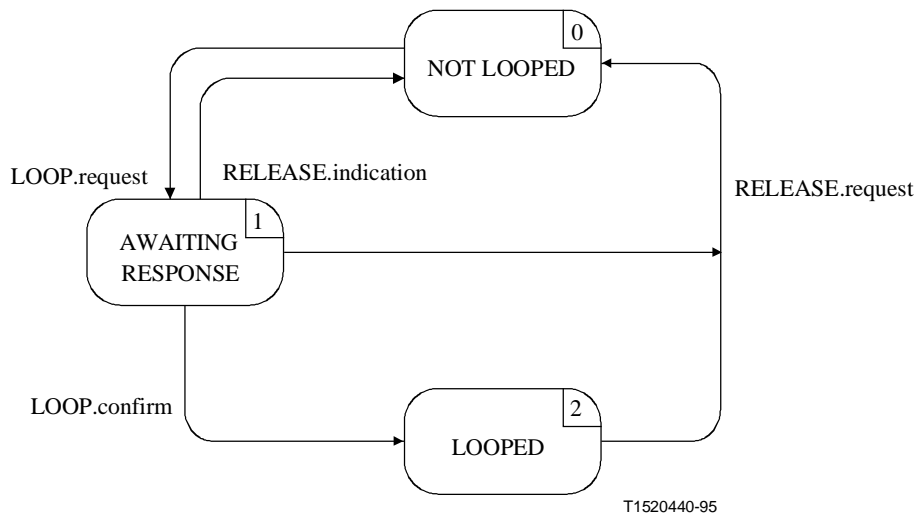 0
NOT LOOPED
LOOP.request
RELEASE.indication
RELEASE.request
1
AWAITING
RESPONSE
LOOP.confirm
2
LOOPED
T1520440-95